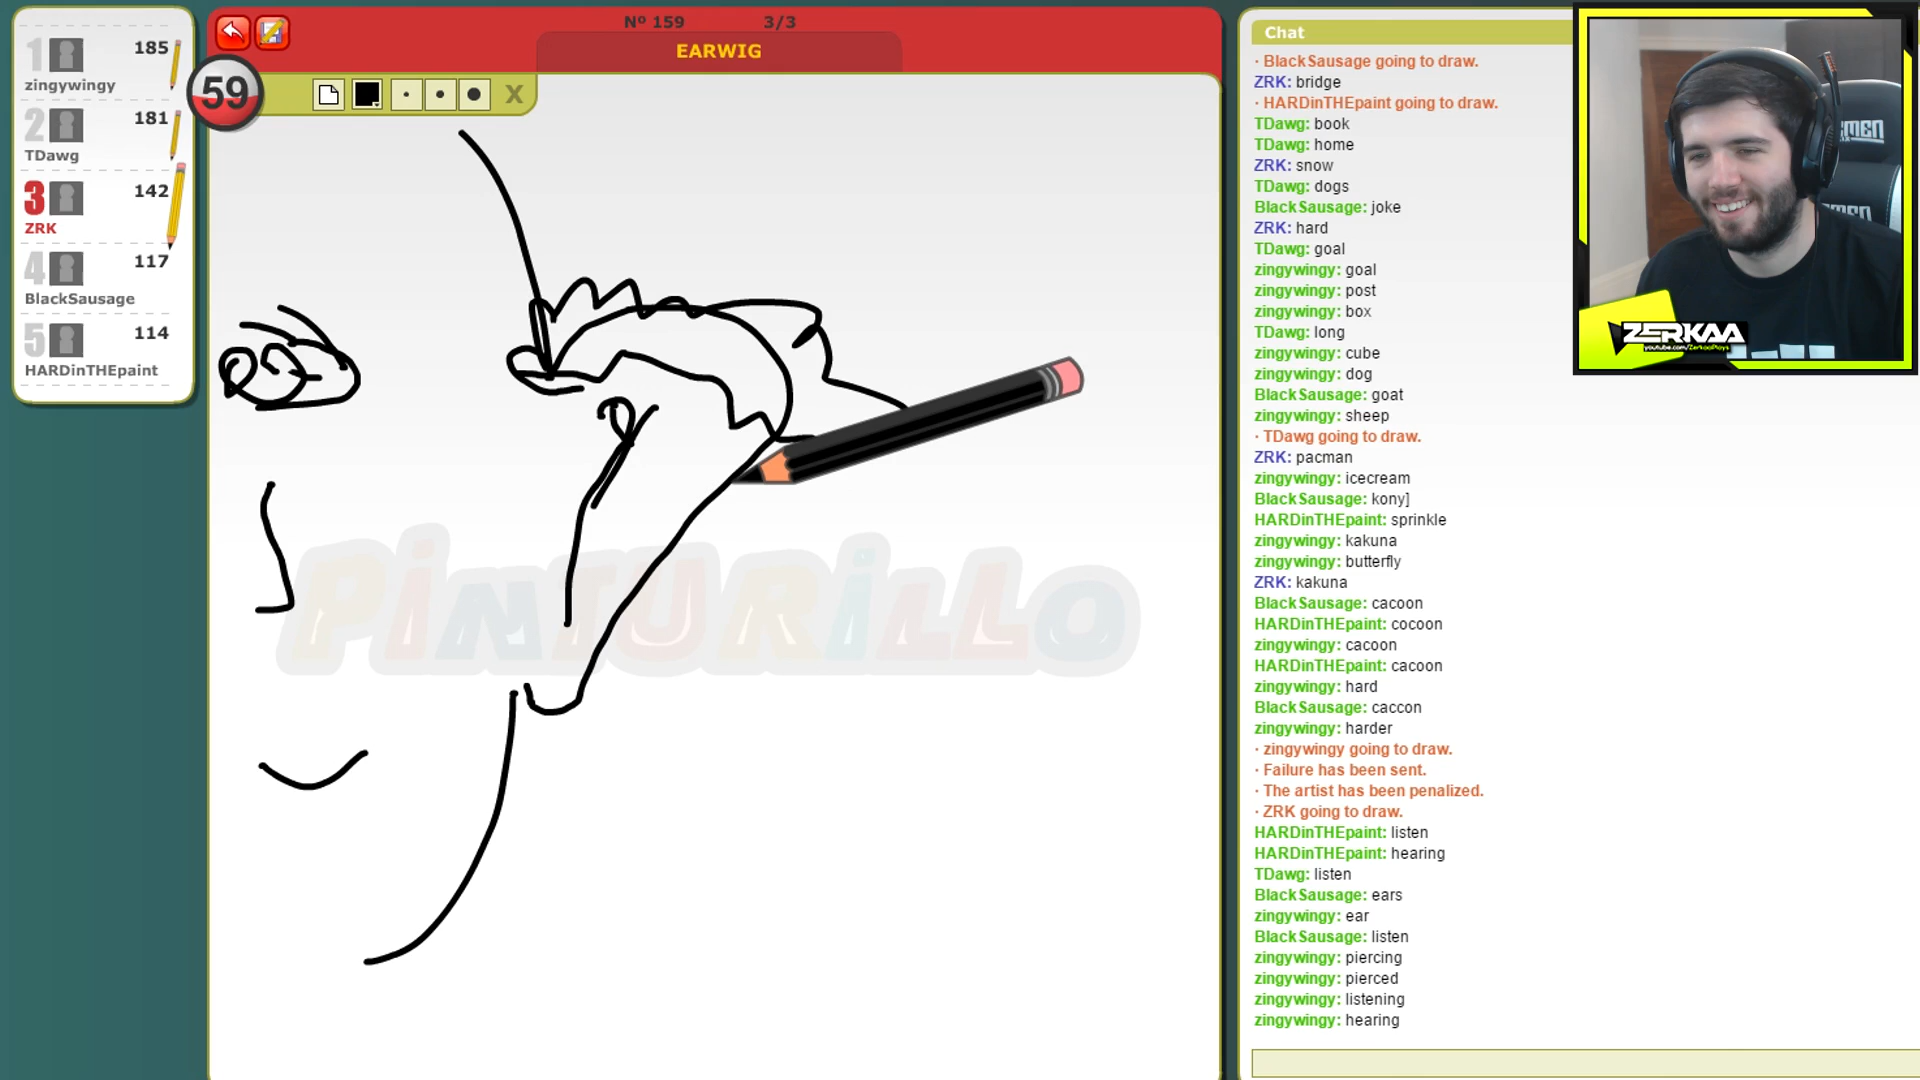 1
185
zingywingy
2
181
TDawg
3
142
ZRK
4
117
BlackSausage
5
114
HARDinTHEpaint
59
Nº 159
3/3
EARWIG
X
PINTURILLO
Chat
· BlackSausage going to draw.
ZRK: bridge
· HARDinTHEpaint going to draw.
TDawg: book
TDawg: home
ZRK: snow
TDawg: dogs
BlackSausage: joke
ZRK: hard
TDawg: goal
zingywingy: goal
zingywingy: post
zingywingy: box
TDawg: long
zingywingy: cube
zingywingy: dog
BlackSausage: goat
zingywingy: sheep
· TDawg going to draw.
ZRK: pacman
zingywingy: icecream
BlackSausage: kony]
HARDinTHEpaint: sprinkle
zingywingy: kakuna
zingywingy: butterfly
ZRK: kakuna
BlackSausage: cacoon
HARDinTHEpaint: cocoon
zingywingy: cacoon
HARDinTHEpaint: cacoon
zingywingy: hard
BlackSausage: caccon
zingywingy: harder
· zingywingy going to draw.
· Failure has been sent.
· The artist has been penalized.
· ZRK going to draw.
HARDinTHEpaint: listen
HARDinTHEpaint: hearing
TDawg: listen
BlackSausage: ears
zingywingy: ear
BlackSausage: listen
zingywingy: piercing
zingywingy: pierced
zingywingy: listening
zingywingy: hearing
ZERKAA
youtube.com/ZerkaaPlays